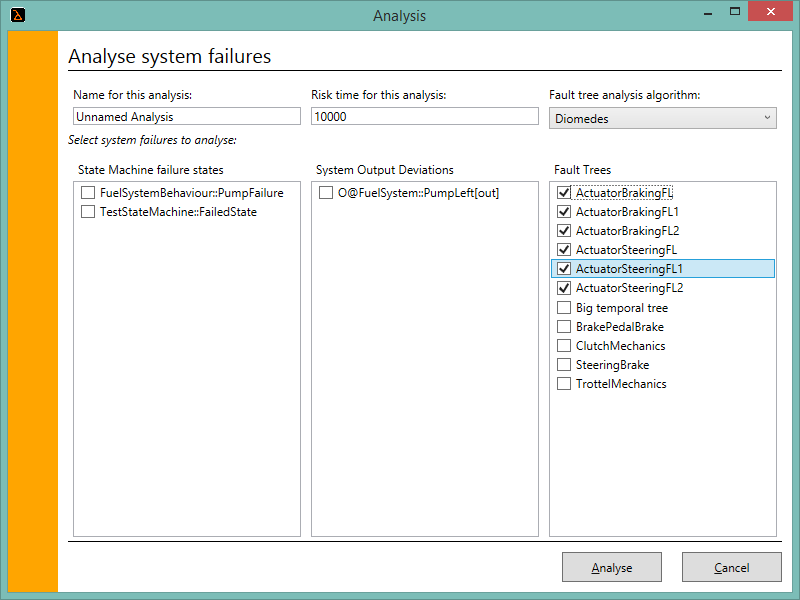 Analysis
Analyse system failures
Name for this analysis:
Risk time for this analysis:
Fault tree analysis algorithm:
Unnamed Analysis
10000
Diomedes
Select system failures to analyse:
State Machine failure states
System Output Deviations
Fault Trees
FuelSystemBehaviour::PumpFailure
TestStateMachine::FailedState
O@FuelSystem::PumpLeft[out]
ActuatorBrakingFL
ActuatorBrakingFL1
ActuatorBrakingFL2
ActuatorSteeringFL
ActuatorSteeringFL1
ActuatorSteeringFL2
Big temporal tree
BrakePedalBrake
ClutchMechanics
SteeringBrake
TrottelMechanics
Analyse
Cancel